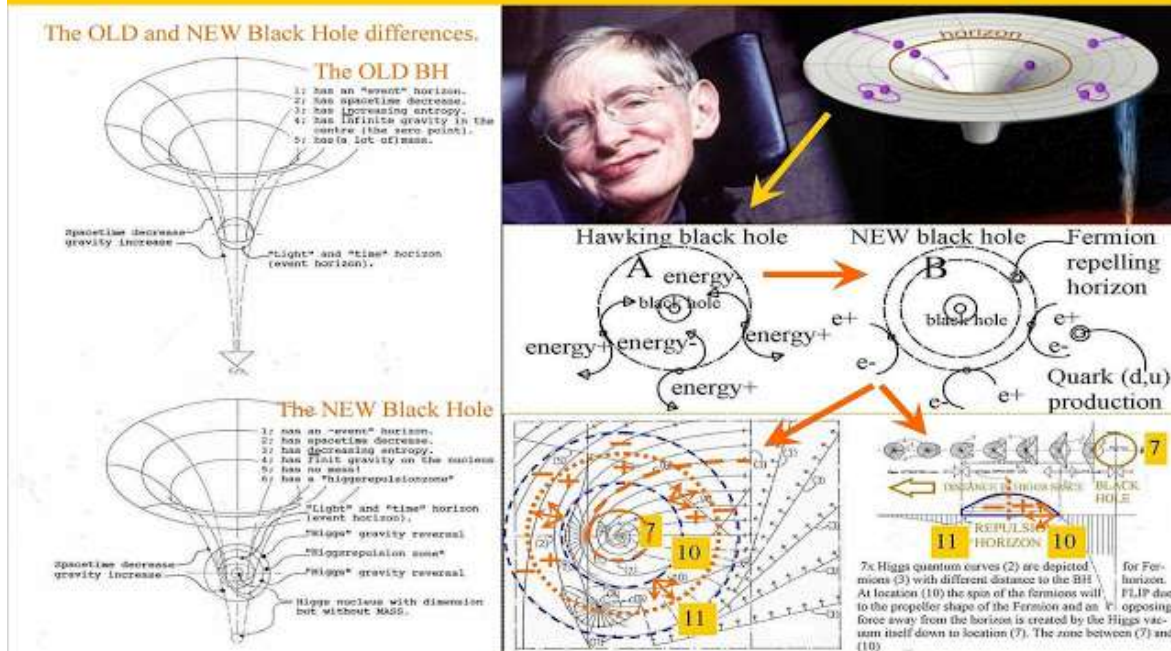 The OLD and NEW Black Hole differences.
The OLD BH
1; has an "event" horizon.
2; has spacetime decrease.
3; has increasing entropy.
4; has infinite gravity in the
centre (the zero point).
5; has(a lot of)mass.
Spacetime decrease
gravity increase
"Light" and "time" horizon
(event horizon).
The NEW Black Hole
1; has an "event" horizon.
2; has spacetime decrease.
3; has decreasing entropy.
4; has finit gravity on the nucleus
5; has no mass!
6; has a "higgsrepulsionzone"
"Light" and "time" horizon
(event horizon).
"Higgs" gravity reversal
"Higgsrepulsion zone"
"Higgs" gravity reversal
Spacetime decrease
gravity increase
Higgs nucleus with dimension
but without MASS.
horizon
Hawking black hole
A
energy-
black hole
energy+
energy-
energy+
energy+
NEW black hole
B
Fermion
repelling
horizon
black hole
e+
e-
e+
e-
e-
e+
Quark (d,u)
production
7
10
11
7
DISTANCE IN HIGGS SPACE
BLACK
HOLE
REPULSION
HORIZON
11
10
7x Higgs quantum curves (2) are depicted for Fer-
mions (3) with different distance to the BH horizon.
At location (10) the spin of the fermions will FLIP due
to the propeller shape of the Fermion and an opposing
force away from the horizon is created by the Higgs vac-
uum itself down to location (7). The zone between (7) and
(10)